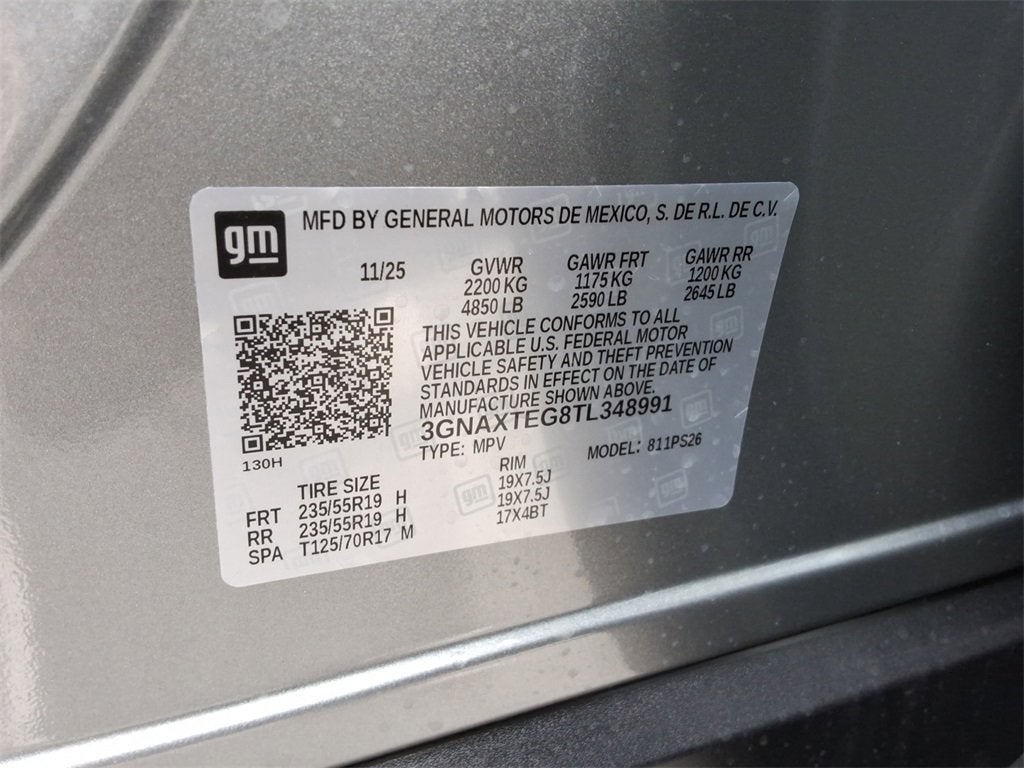 gm MFD BY GENERAL MOTORS DE MEXICO, S. DE R.L. DE C.V.
11/25
GVWR GAWR FRT GAWR RR
2200 KG 1175 KG 1200 KG
4850 LB 2590 LB 2645 LB
THIS VEHICLE CONFORMS TO ALL
APPLICABLE U.S. FEDERAL MOTOR
VEHICLE SAFETY AND THEFT PREVENTION
STANDARDS IN EFFECT ON THE DATE OF
MANUFACTURE SHOWN ABOVE.
3GNAXTEG8TL348991
TYPE: MPV MODEL: 811PS26
130H
TIRE SIZE RIM
FRT 235/55R19 H 19X7.5J
RR 235/55R19 H 19X7.5J
SPA T125/70R17 M 17X4BT